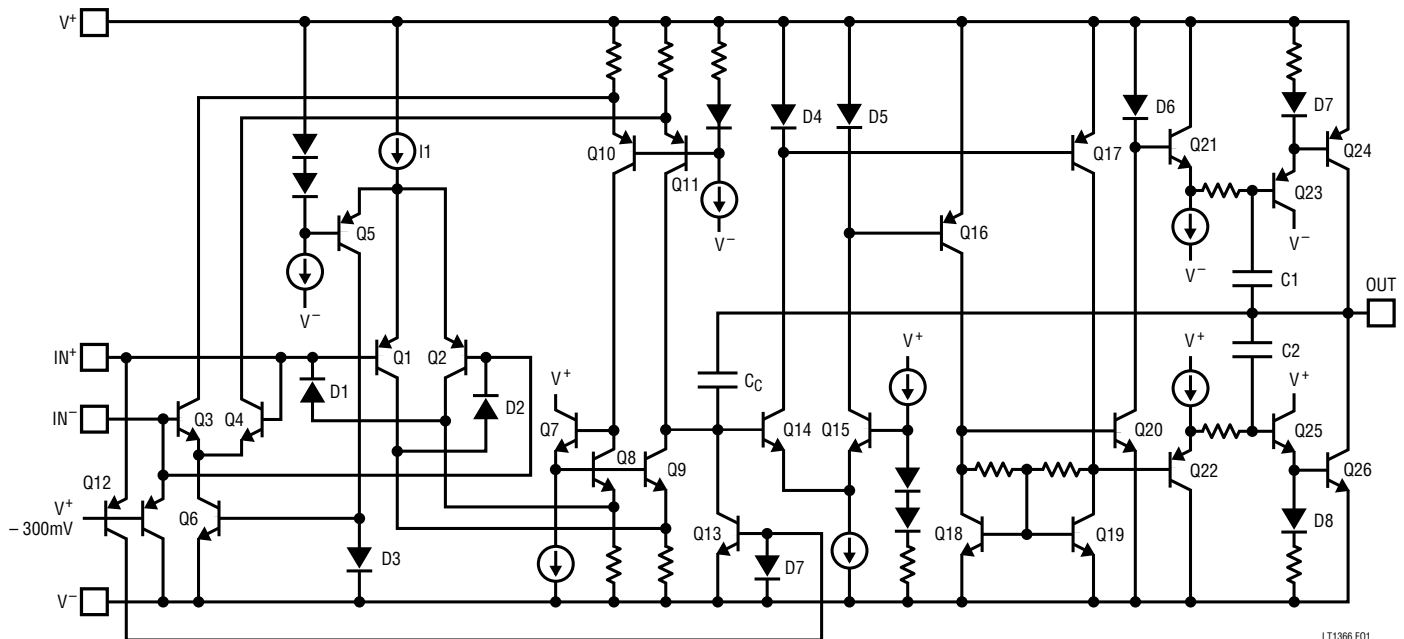 V+
D4
D5
D6
D7
Q21
Q24
I1
Q10
Q11
Q17
Q23
Q5
V−
Q16
V−
V−
C1
OUT
V−
IN+
Q1
Q2
V+
C2
D1
CC
V+
IN−
Q3
Q4
D2
V+
Q7
Q14
Q15
Q20
Q25
Q8
Q9
Q22
Q26
Q12
V+
– 300mV
Q6
D3
Q13
D7
Q18
Q19
D8
V−
LT1366 F01